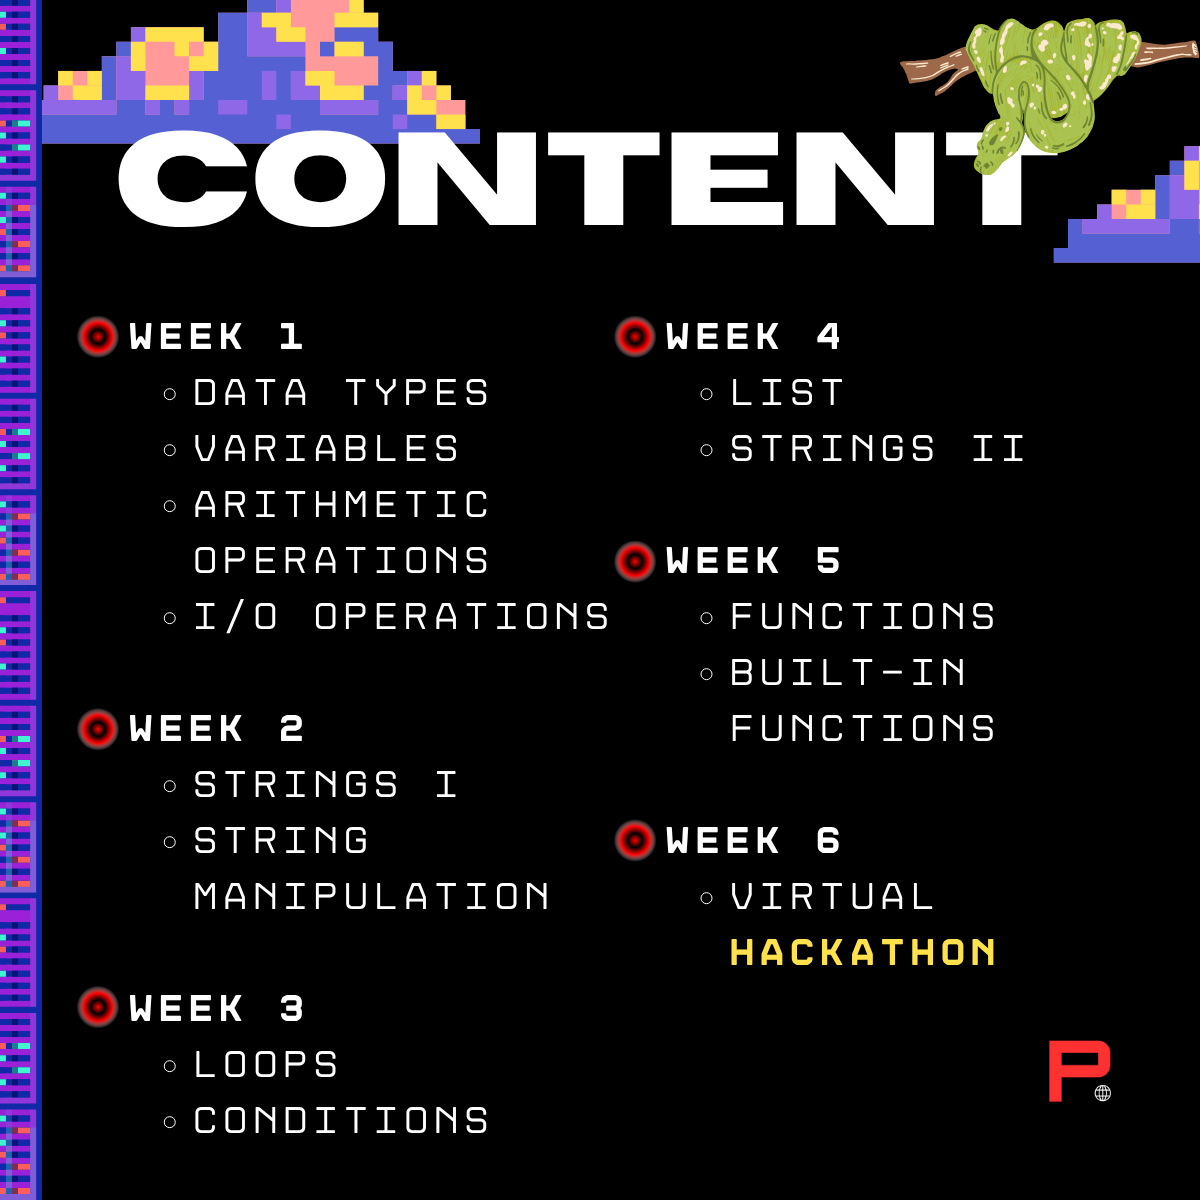 CONTENT
WEEK 1
DATA TYPES
VARIABLES
ARITHMETIC
OPERATIONS
I/O OPERATIONS
WEEK 2
STRINGS I
STRING
MANIPULATION
WEEK 3
LOOPS
CONDITIONS
WEEK 4
LIST
STRINGS II
WEEK 5
FUNCTIONS
BUILT-IN
FUNCTIONS
WEEK 6
VIRTUAL
HACKATHON
P